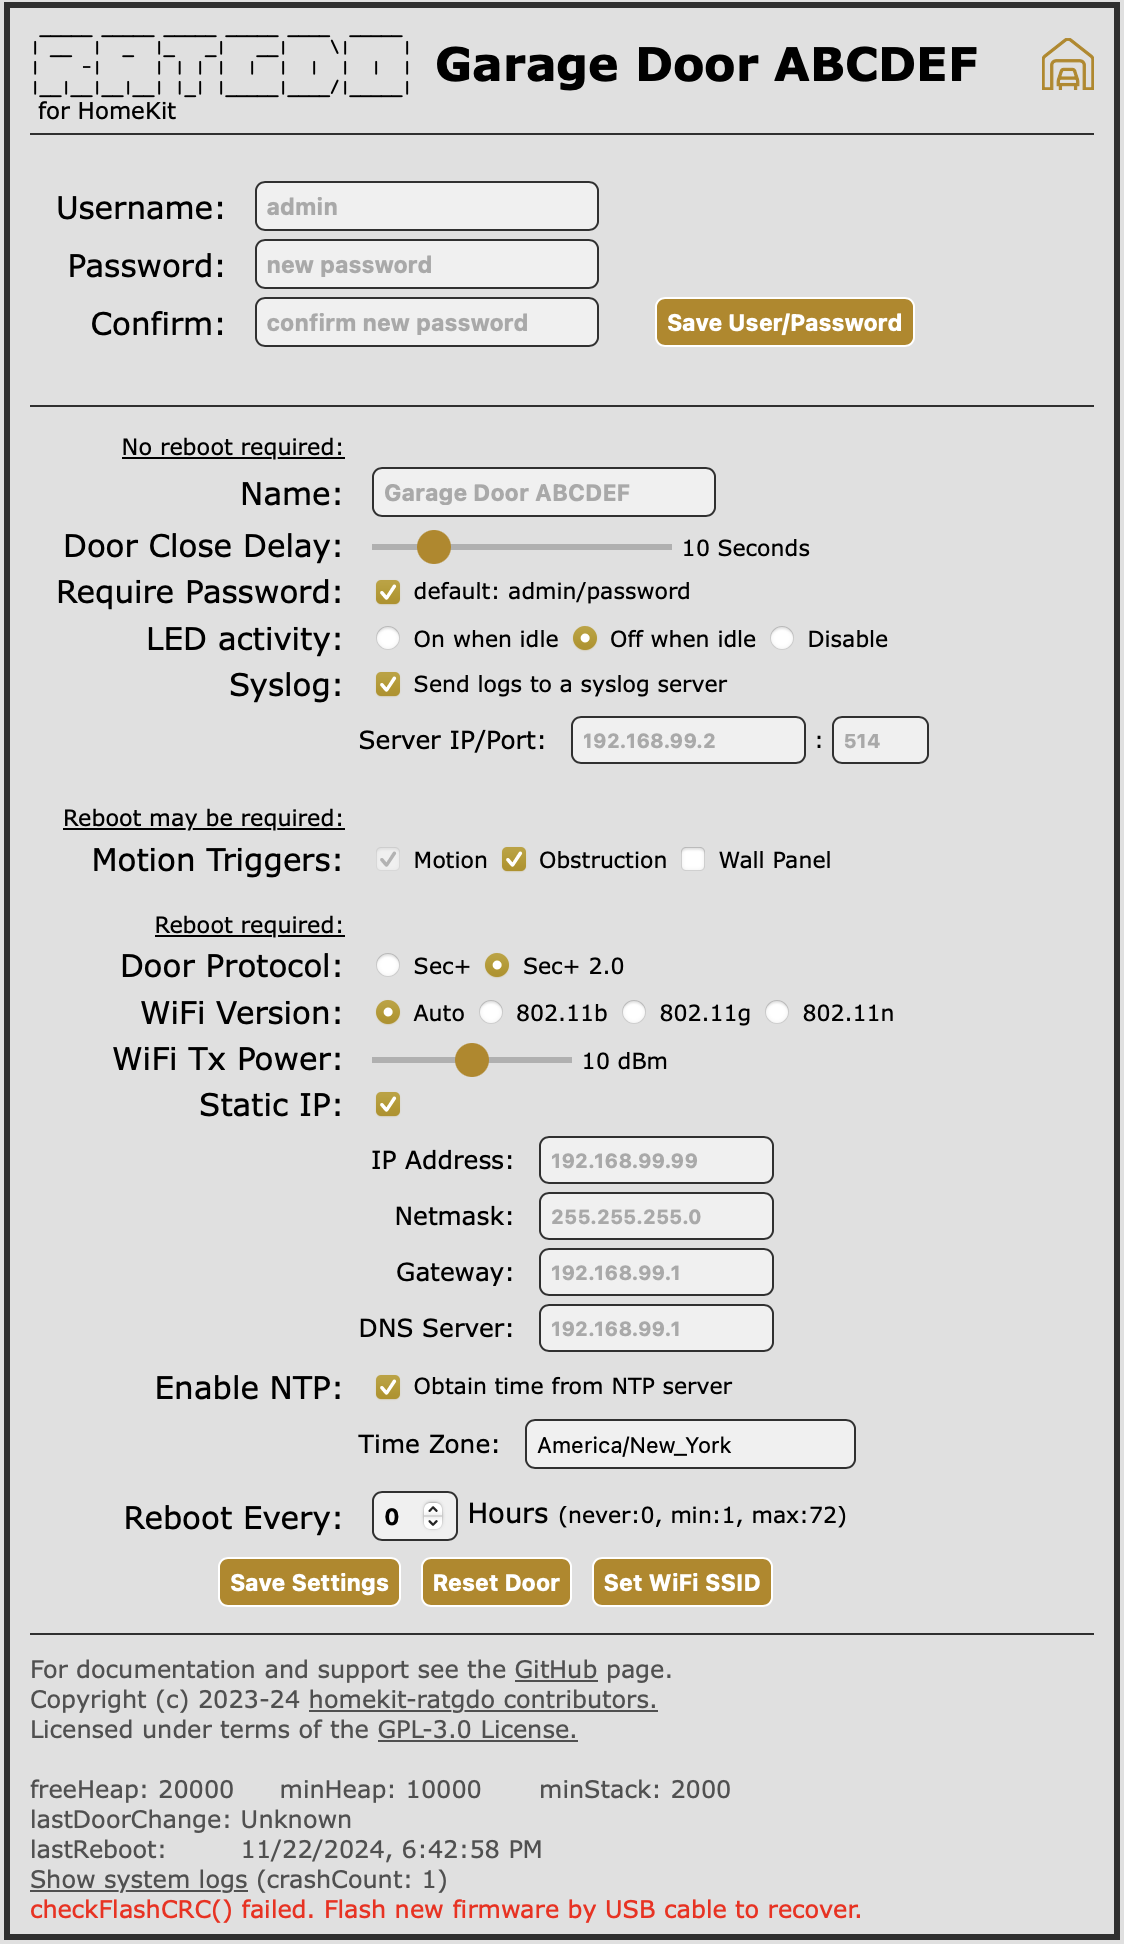 RATGDO
for HomeKit
Garage Door ABCDEF
Username: admin
Password: new password
Confirm: confirm new password Save User/Password
No reboot required:
Name: Garage Door ABCDEF
Door Close Delay: 10 Seconds
Require Password: default: admin/password
LED activity: On when idle Off when idle Disable
Syslog: Send logs to a syslog server
Server IP/Port: 192.168.99.2 : 514
Reboot may be required:
Motion Triggers: Motion Obstruction Wall Panel
Reboot required:
Door Protocol: Sec+ Sec+ 2.0
WiFi Version: Auto 802.11b 802.11g 802.11n
WiFi Tx Power: 10 dBm
Static IP:
IP Address: 192.168.99.99
Netmask: 255.255.255.0
Gateway: 192.168.99.1
DNS Server: 192.168.99.1
Enable NTP: Obtain time from NTP server
Time Zone: America/New_York
Reboot Every: 0 Hours (never:0, min:1, max:72)
Save Settings Reset Door Set WiFi SSID
For documentation and support see the GitHub page.
Copyright (c) 2023-24 homekit-ratgdo contributors.
Licensed under terms of the GPL-3.0 License.
freeHeap: 20000 minHeap: 10000 minStack: 2000
lastDoorChange: Unknown
lastReboot: 11/22/2024, 6:42:58 PM
Show system logs (crashCount: 1)
checkFlashCRC() failed. Flash new firmware by USB cable to recover.